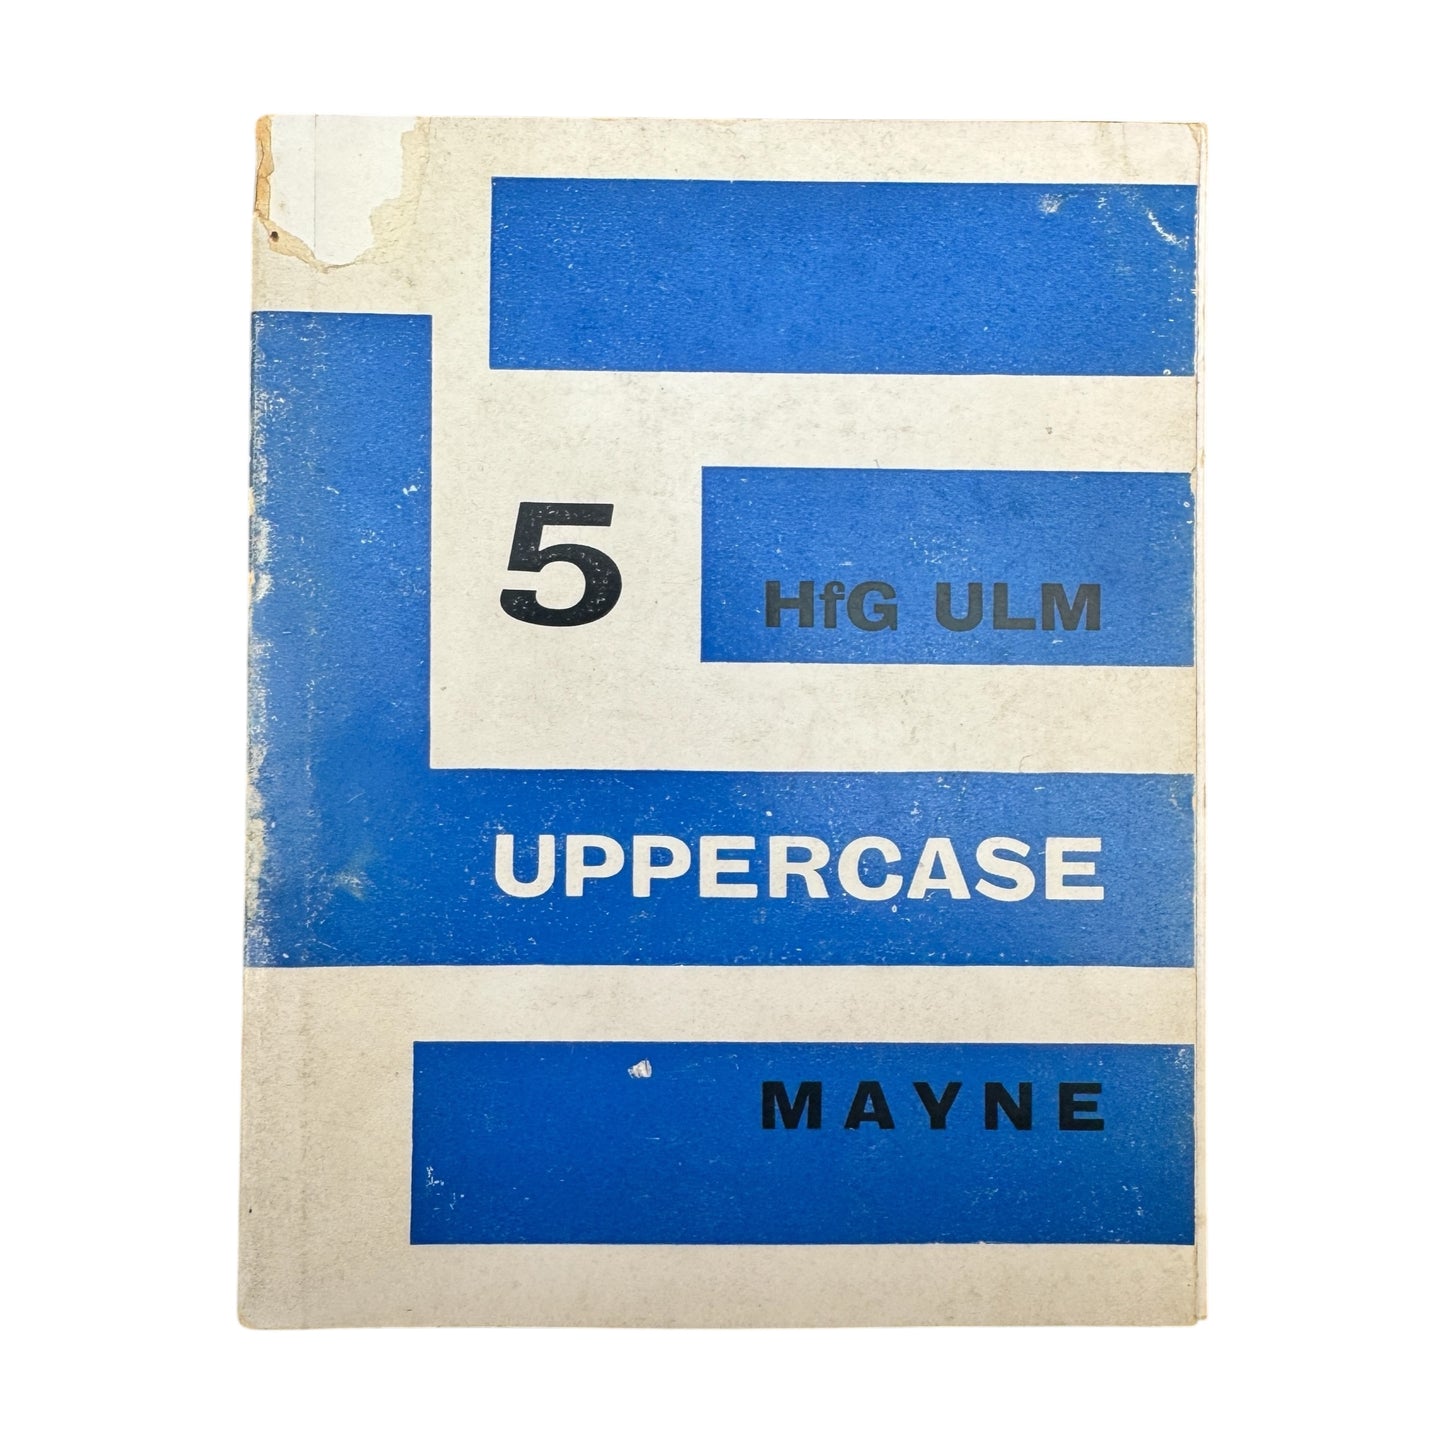 5
HfG ULM
UPPERCASE
MAYNE